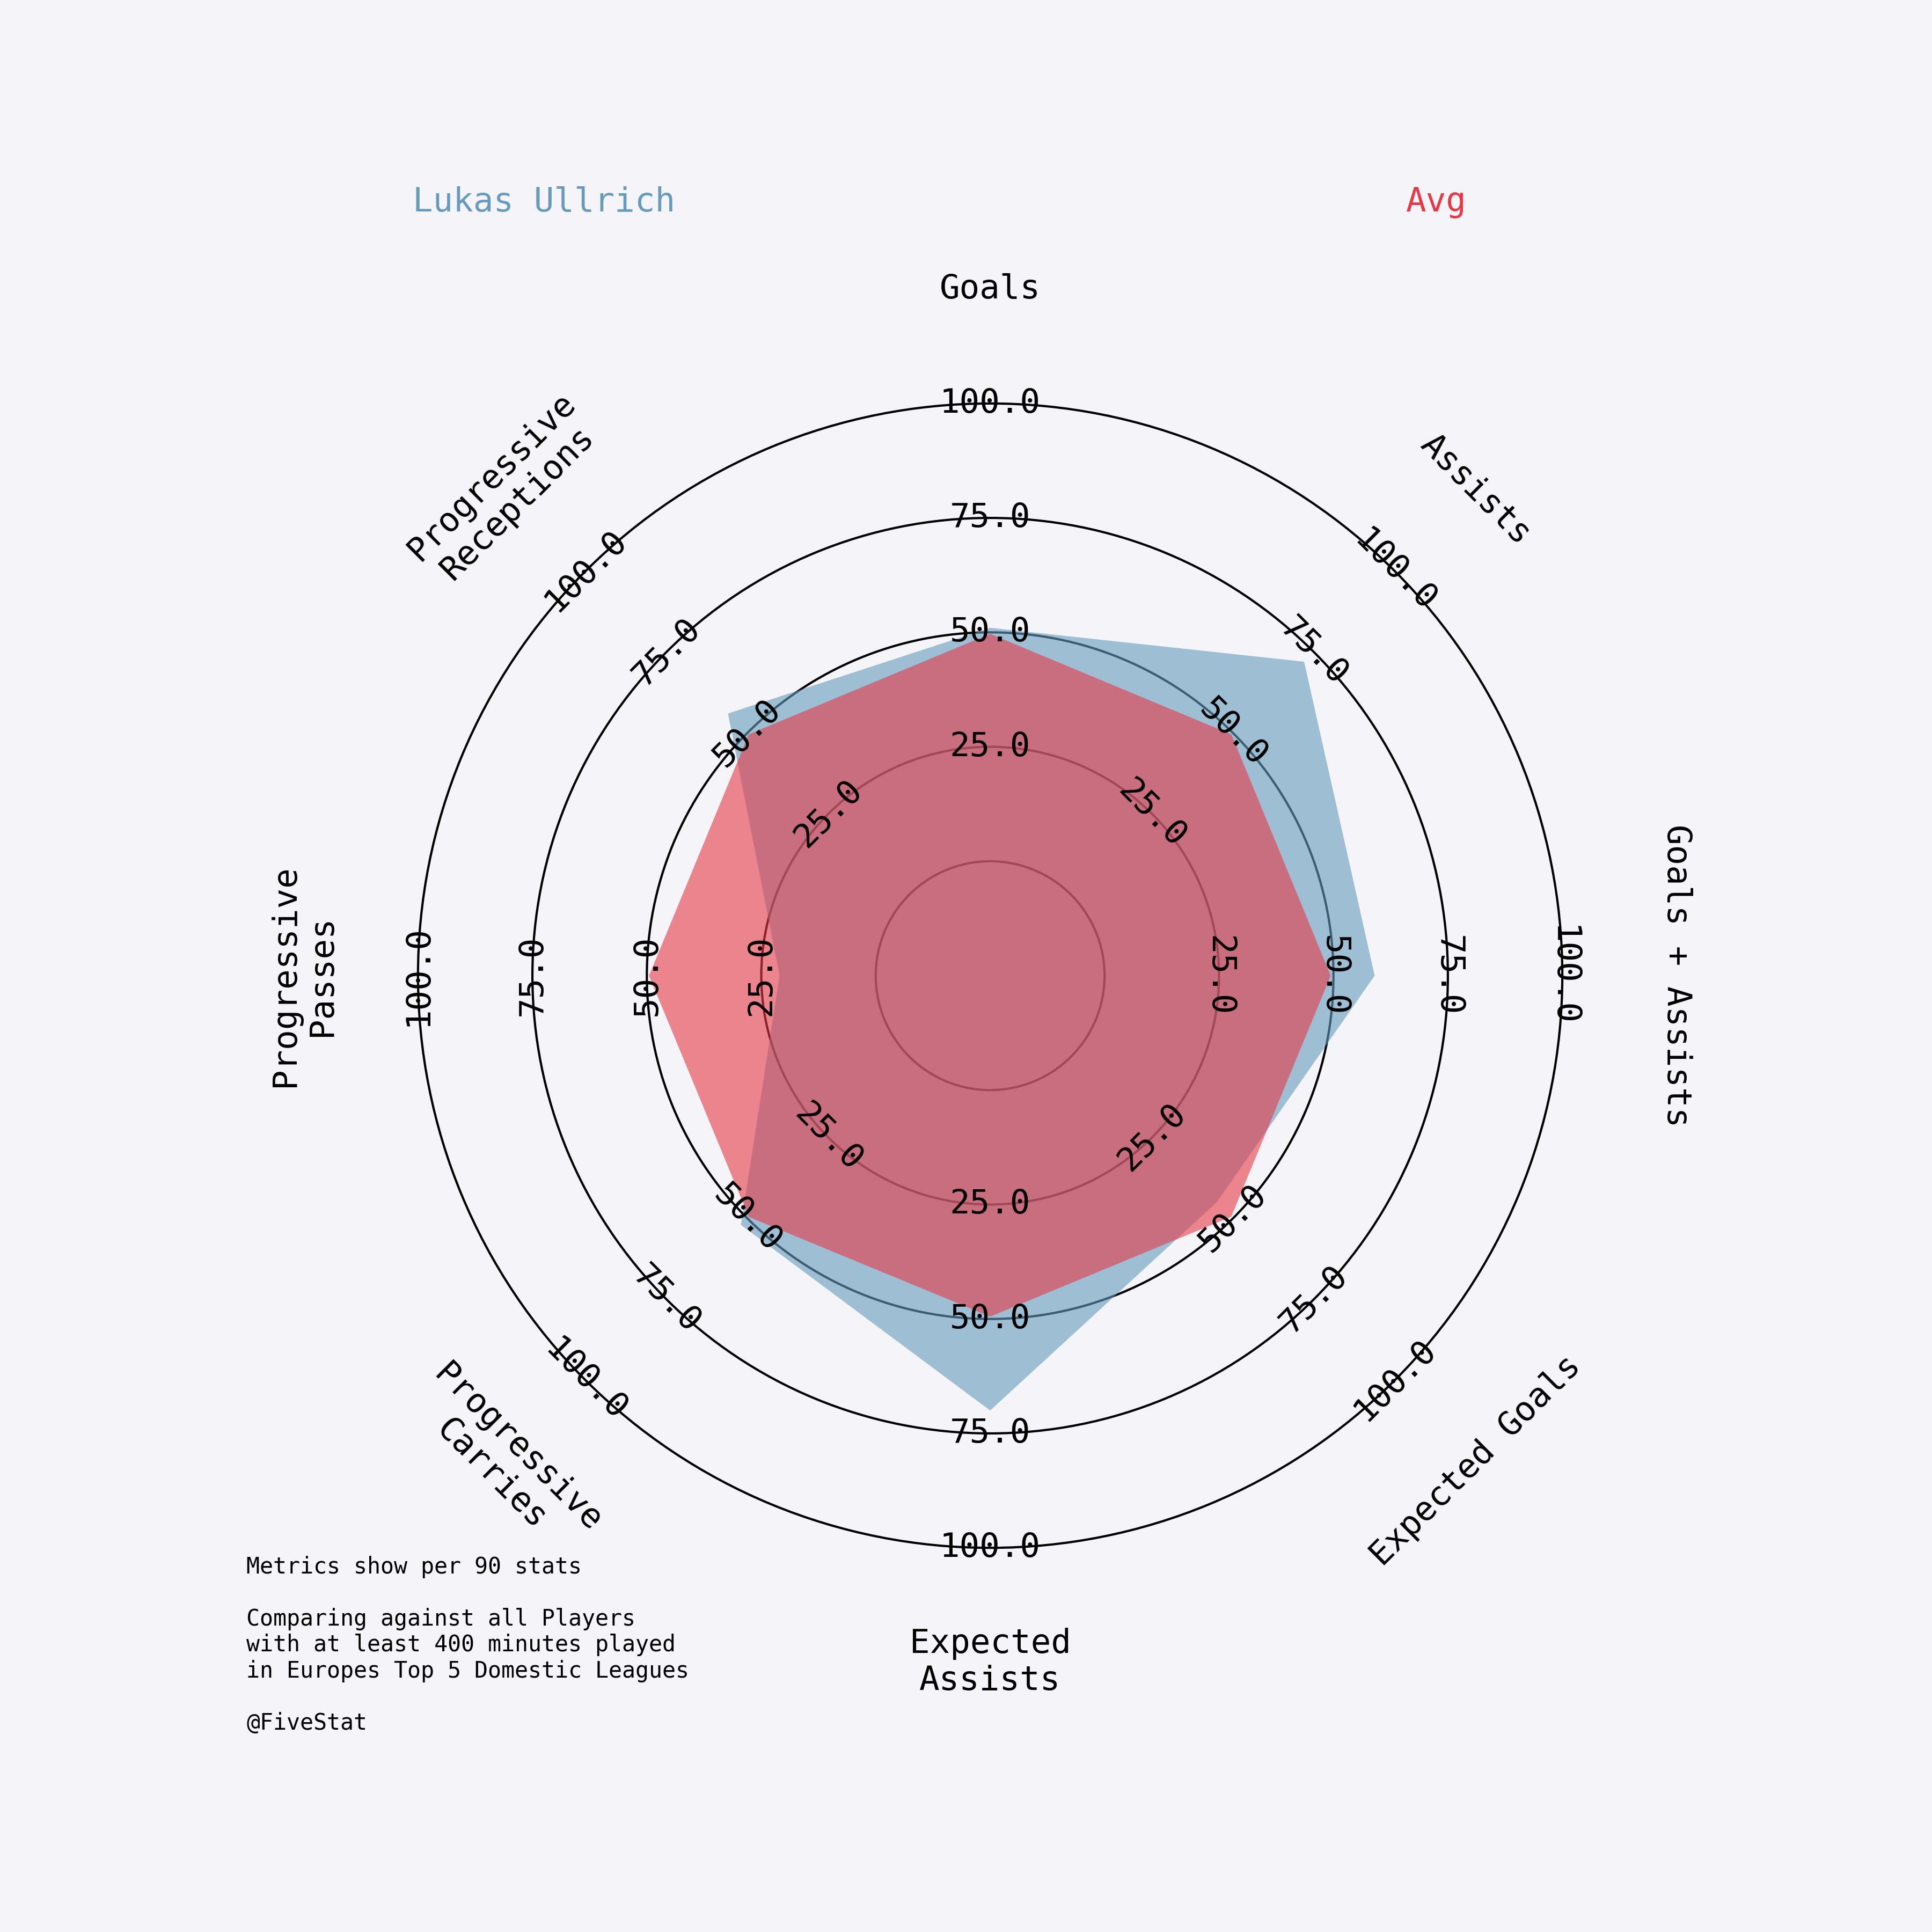 Lukas Ullrich
Avg
Goals
100.0
75.0
50.0
25.0
Assists
100.0
75.0
50.0
25.0
Goals + Assists
100.0
75.0
50.0
25.0
Expected Goals
100.0
75.0
50.0
25.0
Expected
Assists
100.0
75.0
50.0
25.0
Progressive
Carries
100.0
75.0
50.0
25.0
Progressive
Passes
100.0
75.0
50.0
25.0
Progressive
Receptions
100.0
75.0
50.0
25.0
Metrics show per 90 stats
Comparing against all Players
with at least 400 minutes played
in Europes Top 5 Domestic Leagues
@FiveStat